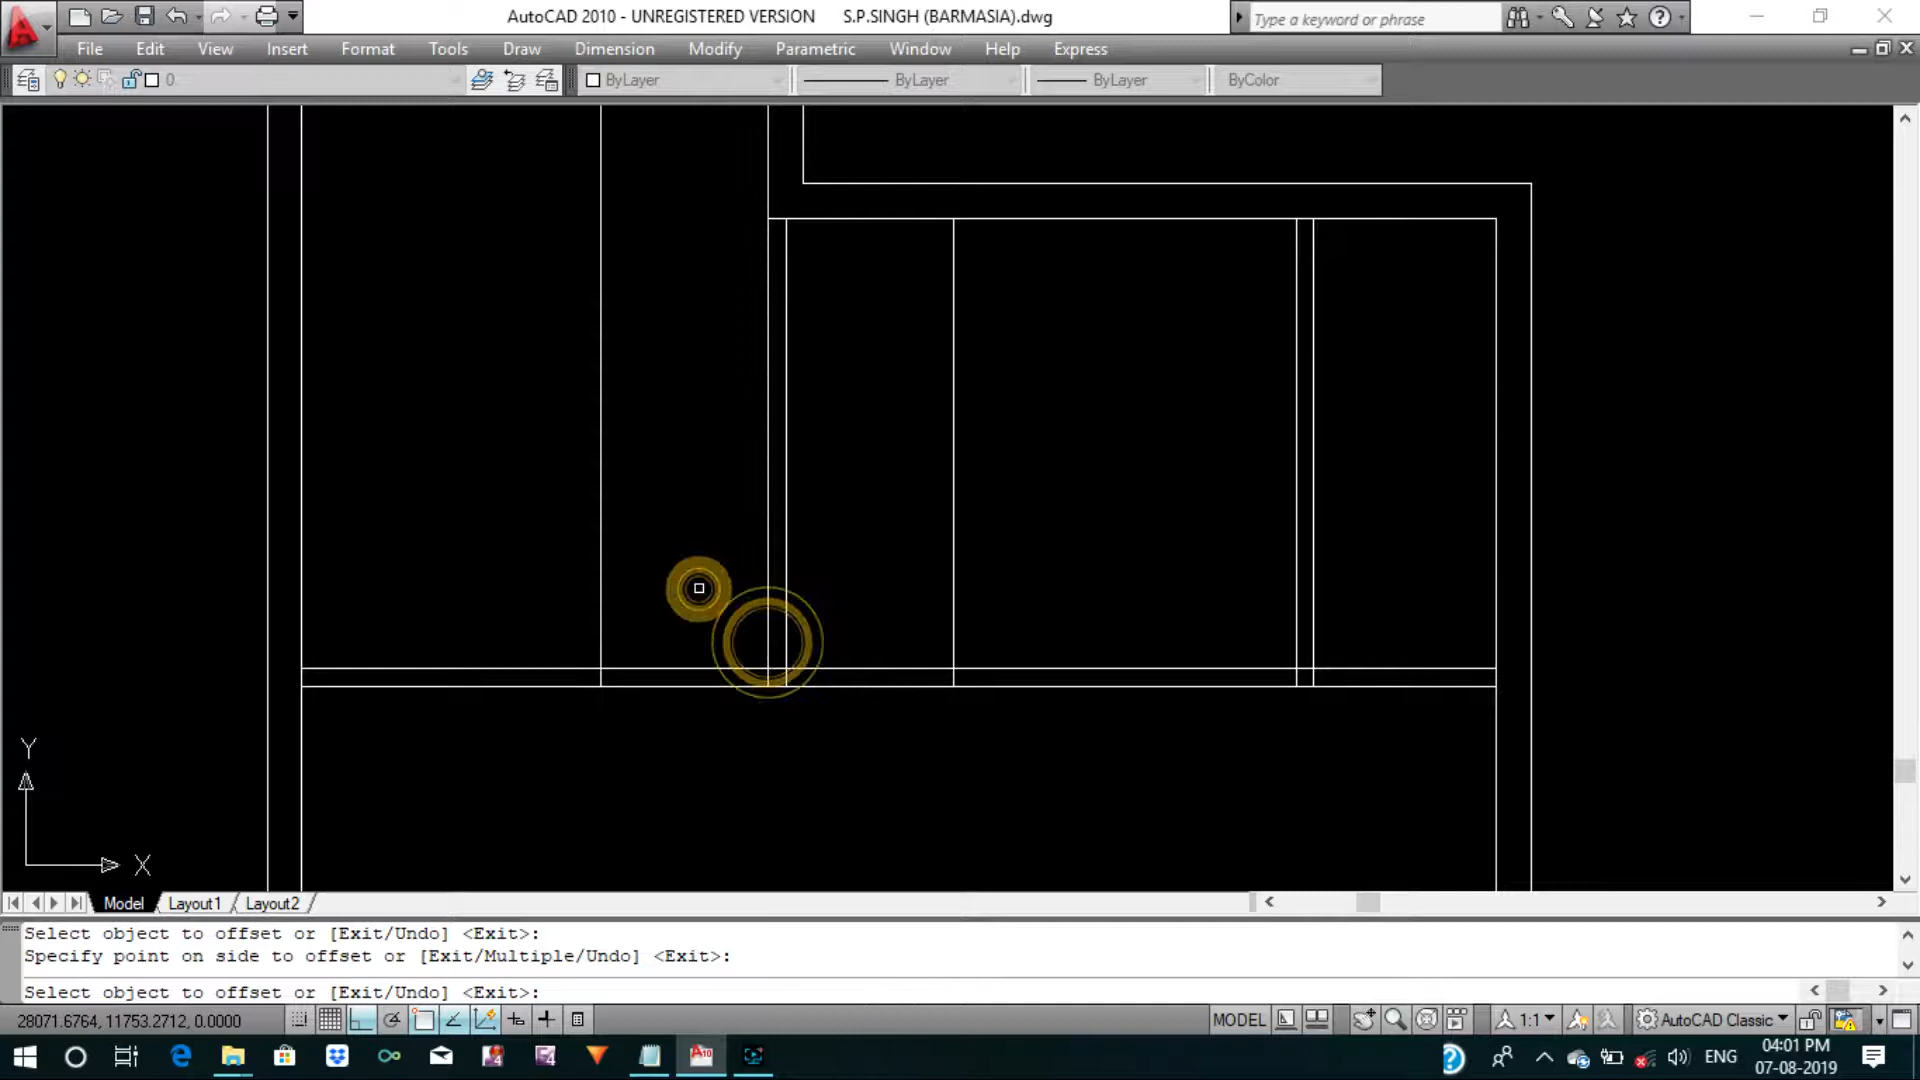 AutoCAD 2010 - UNREGISTERED VERSION S.P.SINGH (BARMASIA).dwg
Type a keyword or phrase
File Edit View Insert Format Tools Draw Dimension Modify Parametric Window Help Express
0 ByLayer ByLayer ByLayer ByColor
Y
X
Model Layout1 Layout2
Select object to offset or [Exit/Undo] <Exit>:
Specify point on side to offset or [Exit/Multiple/Undo] <Exit>:
Select object to offset or [Exit/Undo] <Exit>:
28071.6764, 11753.2712, 0.0000 MODEL 1:1 AutoCAD Classic
ENG 04:01 PM
07-08-2019